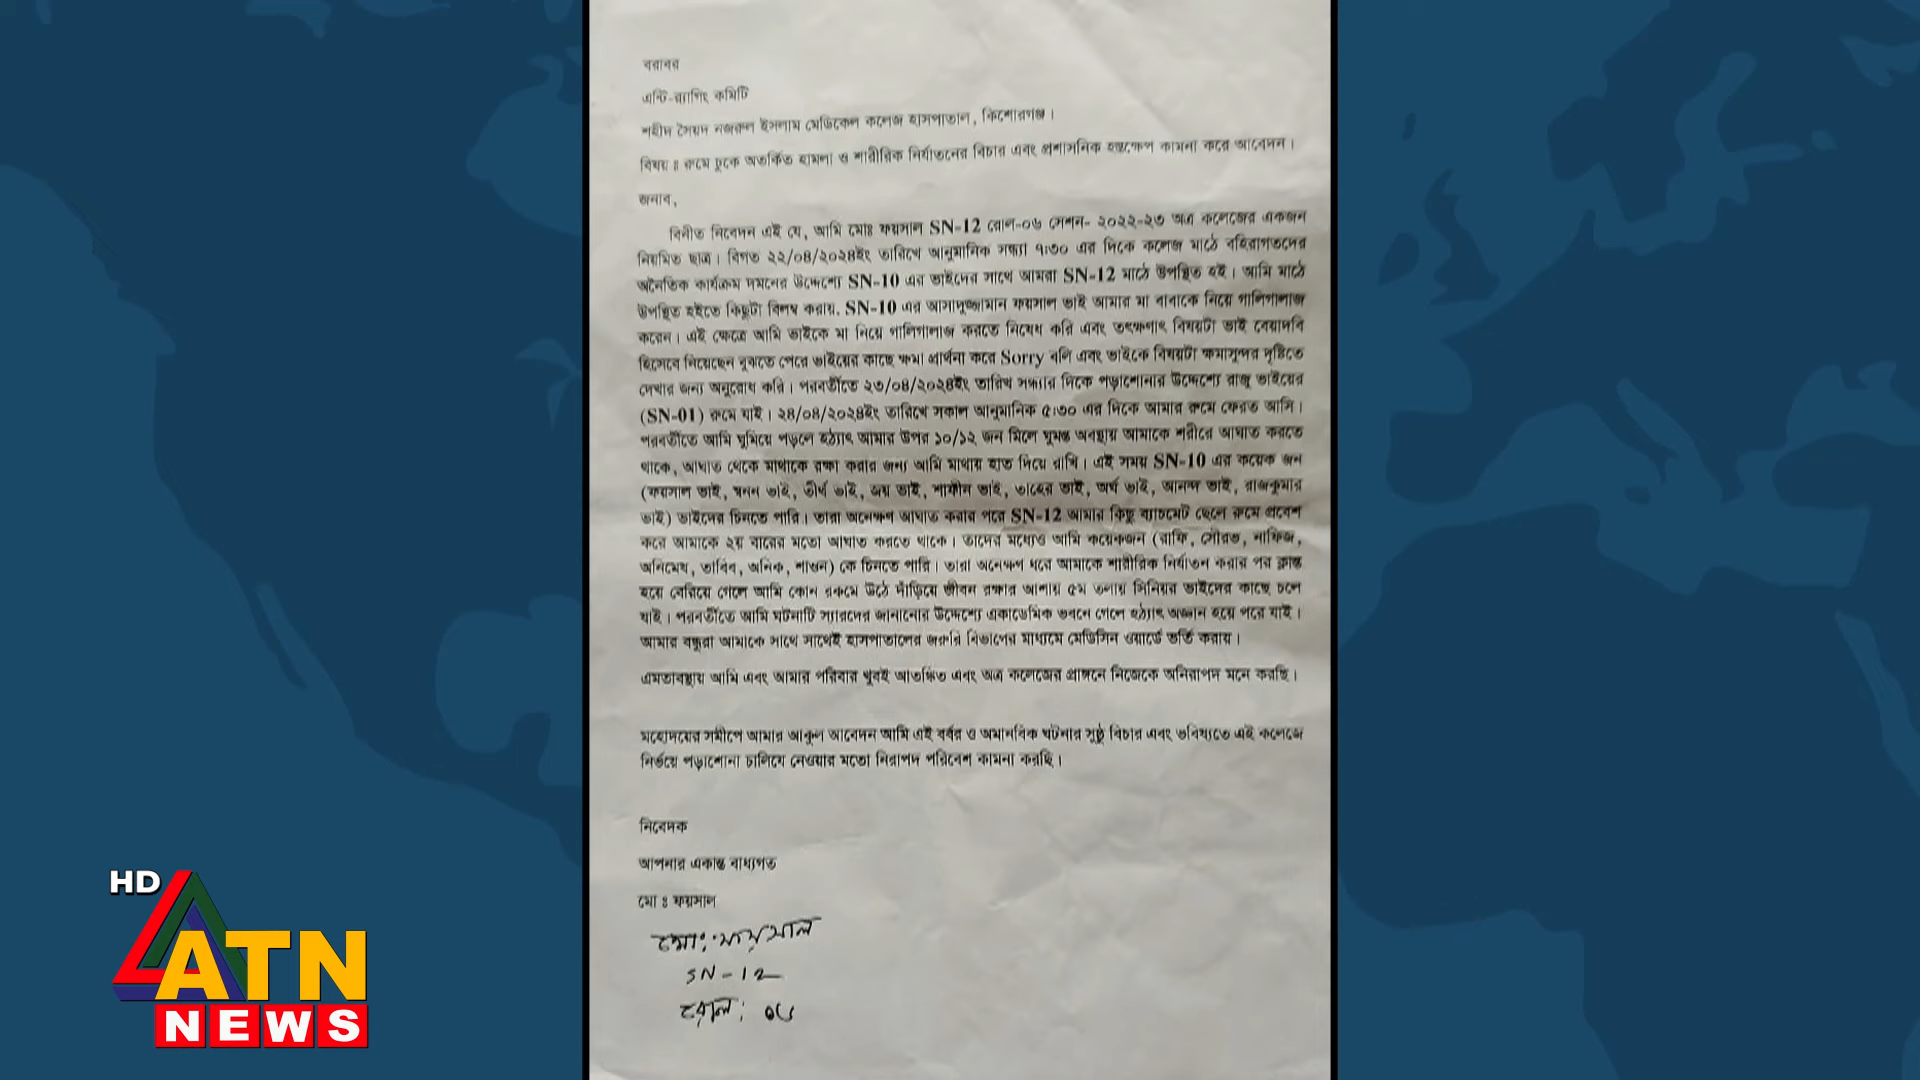 বরাবর
এন্টি-র‍্যাগিং কমিটি
শহীদ সৈয়দ নজরুল ইসলাম মেডিকেল কলেজ হাসপাতাল, কিশোরগঞ্জ।
বিষয় ঃ রুমে ঢুকে অতর্কিত হামলা ও শারীরিক নির্যাতনের বিচার এবং প্রশাসনিক হস্তক্ষেপ কামনা করে আবেদন।
জনাব,
বিনীত নিবেদন এই যে, আমি মোঃ ফয়সাল SN-12 রোল-০৬ সেশন- ২০২২-২৩ অত্র কলেজের একজন
নিয়মিত ছাত্র। বিগত ২২/০৪/২০২৪ইং তারিখে আনুমানিক সন্ধ্যা ৭:৩০ এর দিকে কলেজ মাঠে বহিরাগতদের
অনৈতিক কার্যক্রম দমনের উদ্দেশ্যে SN-10 এর ভাইদের সাথে আমরা SN-12 মাঠে উপস্থিত হই। আমি মাঠে
উপস্থিত হইতে কিছুটা বিলম্ব করায়, SN-10 এর আসাদুজ্জামান ফয়সাল ভাই আমার মা বাবাকে নিয়ে গালিগালাজ
করেন। এই ক্ষেত্রে আমি ভাইকে মা নিয়ে গালিগালাজ করতে নিষেধ করি এবং তৎক্ষণাৎ বিষয়টা ভাই বেয়াদবি
হিসেবে নিয়েছেন বুঝতে পেরে ভাইয়ের কাছে ক্ষমা প্রার্থনা করে Sorry বলি এবং ভাইকে বিষয়টা ক্ষমাসুন্দর দৃষ্টিতে
দেখার জন্য অনুরোধ করি। পরবর্তীতে ২৩/০৪/২০২৪ইং তারিখ সন্ধ্যার দিকে পড়াশোনার উদ্দেশ্যে রাজু ভাইয়ের
(SN-01) রুমে যাই। ২৪/০৪/২০২৪ইং তারিখে সকাল আনুমানিক ৫:৩০ এর দিকে আমার রুমে ফেরত আসি।
পরবর্তীতে আমি ঘুমিয়ে পড়লে হঠ্যাৎ আমার উপর ১০/১২ জন মিলে ঘুমন্ত অবস্থায় আমাকে শরীরে আঘাত করতে
থাকে, আঘাত থেকে মাথাকে রক্ষা করার জন্য আমি মাথায় হাত দিয়ে রাখি। এই সময় SN-10 এর কয়েক জন
(ফয়সাল ভাই, স্বনন ভাই, তীর্থ ভাই, জয় ভাই, শাফীন ভাই, তাহের ভাই, অর্ঘ ভাই, আনন্দ ভাই, রাজকুমার
ভাই) ভাইদের চিনতে পারি। তারা অনেক্ষণ আঘাত করার পরে SN-12 আমার কিছু ব্যাচমেট ছেলে রুমে প্রবেশ
করে আমাকে ২য় বারের মতো আঘাত করতে থাকে। তাদের মধ্যেও আমি কয়েকজন (রাফি, সৌরভ, নাফিজ,
অনিমেষ, তাবিব, অনিক, শাওন) কে চিনতে পারি। তারা অনেক্ষণ ধরে আমাকে শারীরিক নির্যাতন করার পর ক্লান্ত
হয়ে বেরিয়ে গেলে আমি কোন রকমে উঠে দাঁড়িয়ে জীবন রক্ষার আশায় ৫ম তলায় সিনিয়র ভাইদের কাছে চলে
যাই। পরবর্তীতে আমি ঘটনাটি স্যারদের জানানোর উদ্দেশ্যে একাডেমিক ভবনে গেলে হঠ্যাৎ অজ্ঞান হয়ে পরে যাই।
আমার বন্ধুরা আমাকে সাথে সাথেই হাসপাতালের জরুরি বিভাগের মাধ্যমে মেডিসিন ওয়ার্ডে ভর্তি করায়।
এমতাবস্থায় আমি এবং আমার পরিবার খুবই আতঙ্কিত এবং অত্র কলেজের প্রাঙ্গনে নিজেকে অনিরাপদ মনে করছি।
মহোদয়ের সমীপে আমার আকুল আবেদন আমি এই বর্বর ও অমানবিক ঘটনার সুষ্ঠু বিচার এবং ভবিষ্যতে এই কলেজে
নির্ভয়ে পড়াশোনা চালিয়ে নেওয়ার মতো নিরাপদ পরিবেশ কামনা করছি।
নিবেদক
আপনার একান্ত বাধ্যগত
মো ঃ ফয়সাল
মোঃ ফয়সাল
SN-12
রোল: ০৬
HD
ATN
NEWS